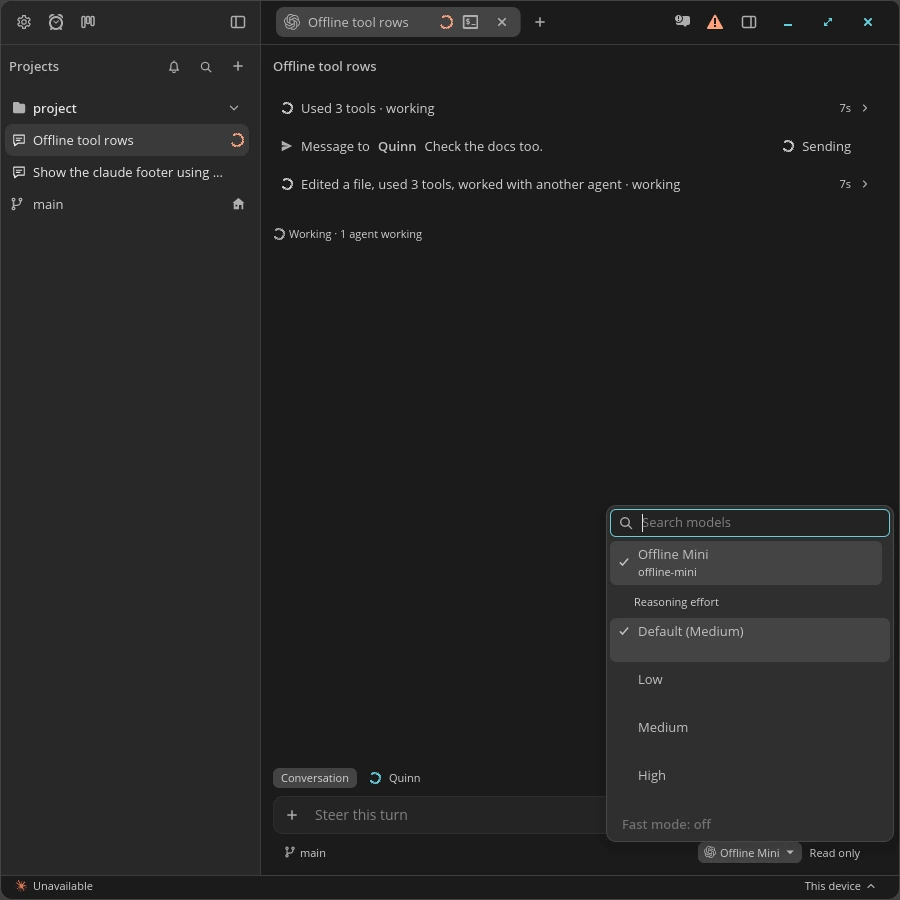 Offline tool rows
Projects
Offline tool rows
project
Used 3 tools · working 7s
Offline tool rows
Message to Quinn Check the docs too. Sending
Show the claude footer using ...
Edited a file, used 3 tools, worked with another agent · working 7s
main
Working · 1 agent working
Search models
Offline Mini
offline-mini
Reasoning effort
Default (Medium)
Low
Medium
High
Fast mode: off
Conversation Quinn
Steer this turn
main Offline Mini Read only
Unavailable This device